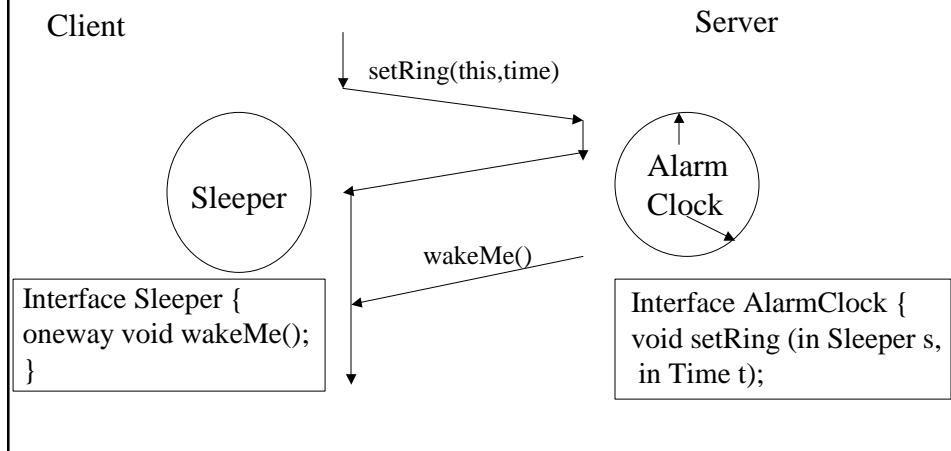 Client
Server
setRing(this,time)
Sleeper
Alarm
Clock
wakeMe()
Interface Sleeper {
oneway void wakeMe();
}
Interface AlarmClock {
void setRing (in Sleeper s,
in Time t);